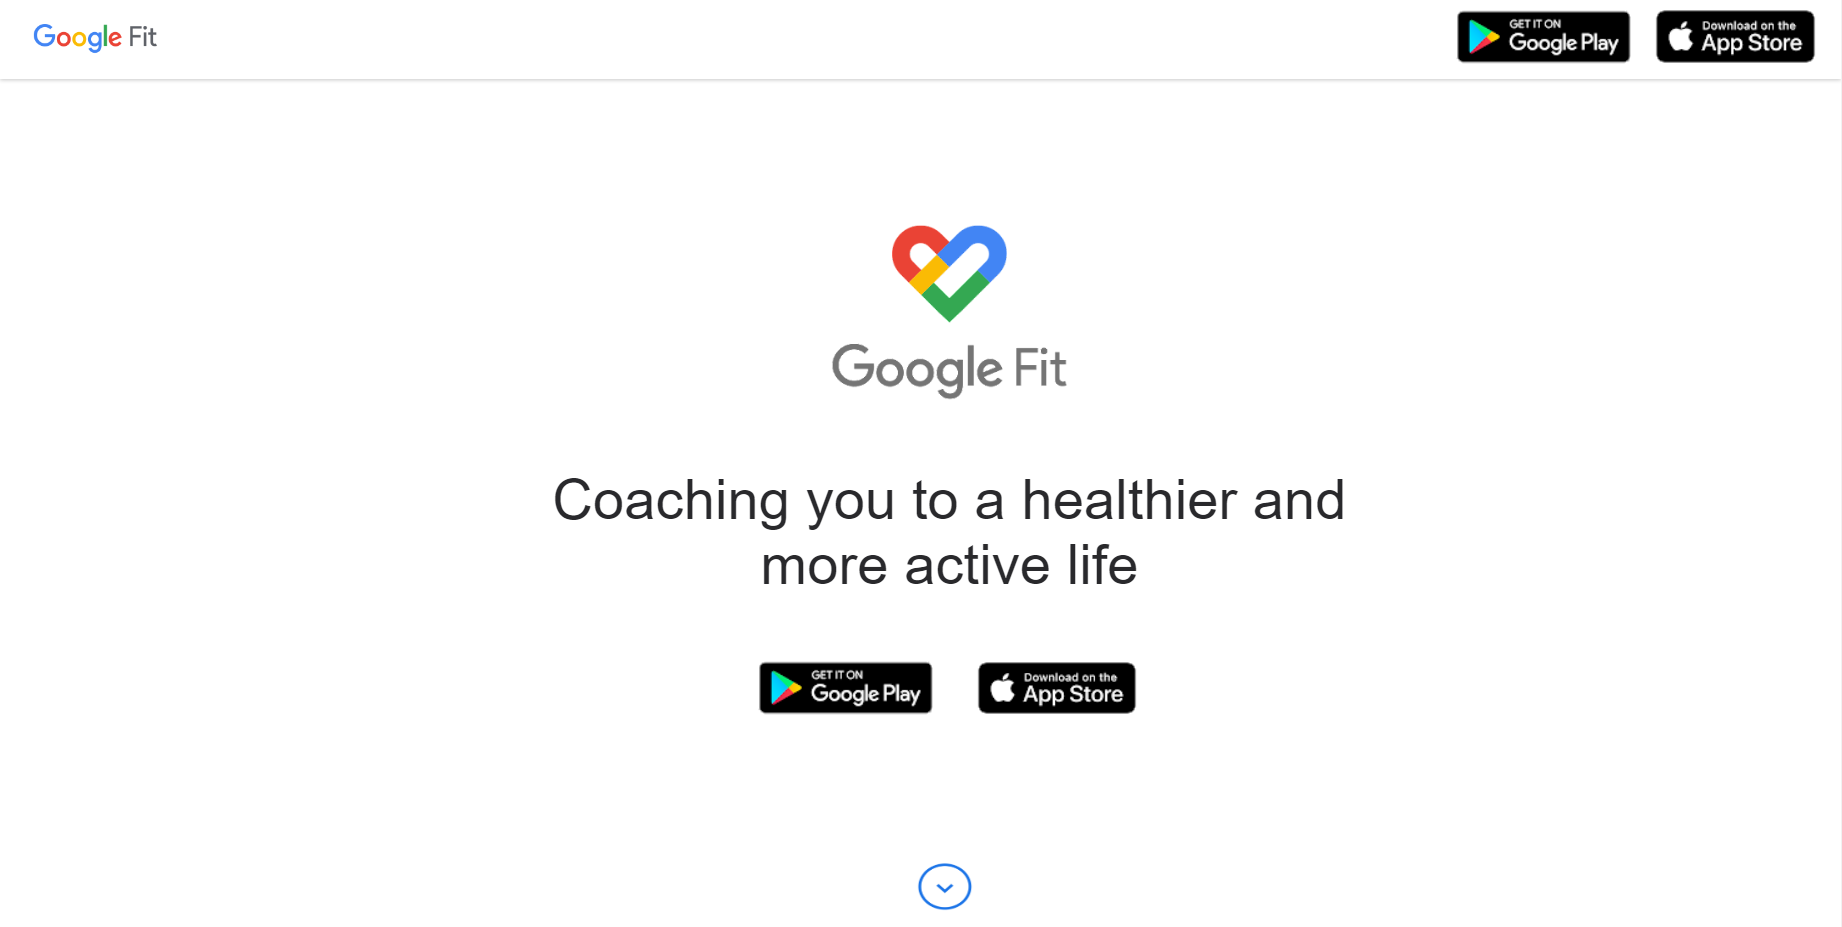 Google Fit
GET IT ON
Google Play
Download on the
App Store
Google Fit
Coaching you to a healthier and
more active life
GET IT ON
Google Play
Download on the
App Store